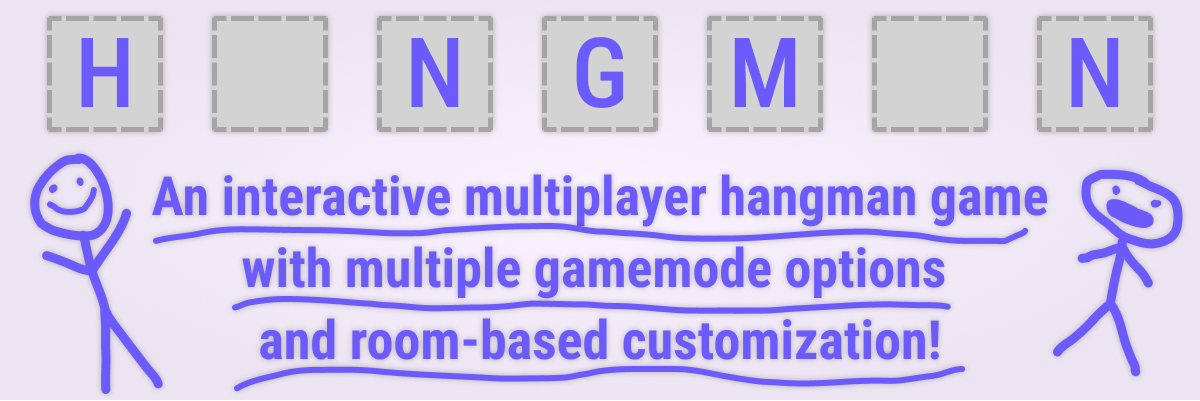 H N G M N
An interactive multiplayer hangman game
with multiple gamemode options
and room-based customization!